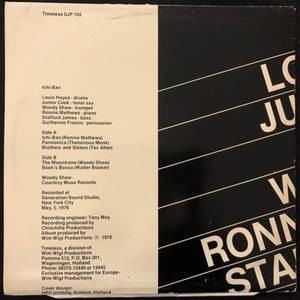 Timeless SJP 102
Ichi-Ban
Louis Hayes - drums
Junior Cook - tenor sax
Woody Shaw - trumpet
Ronnie Mathews - piano
Stafford James - bass
Guilherme Franco - percussion
Side A
Ichi-Ban (Ronnie Mathews)
Pannonica (Thelonious Monk)
Brothers and Sisters (Tex Allen)
Side B
The Moontrane (Woody Shaw)
Book's Bossa (Walter Booker)
Woody Shaw -
Courtesy Muse Records
Recorded at
Generation Sound Studio,
New York City
May, 5, 1976
Recording engineer: Tony May
Recording produced by
Chinchilla Productions
Album produced by
Wim Wigt Productions ℗ 1976
Timeless, a division of
Wim Wigt Productions
Pomona 512, P.O. Box 201,
Wageningen, Holland
Phone: 08370-13440 or 13445
Exclusive management for Europe-
Wim Wigt Productions
Cover design:
HPC printing, Arnhem, Holland
LO
JU
W
RONN
STA